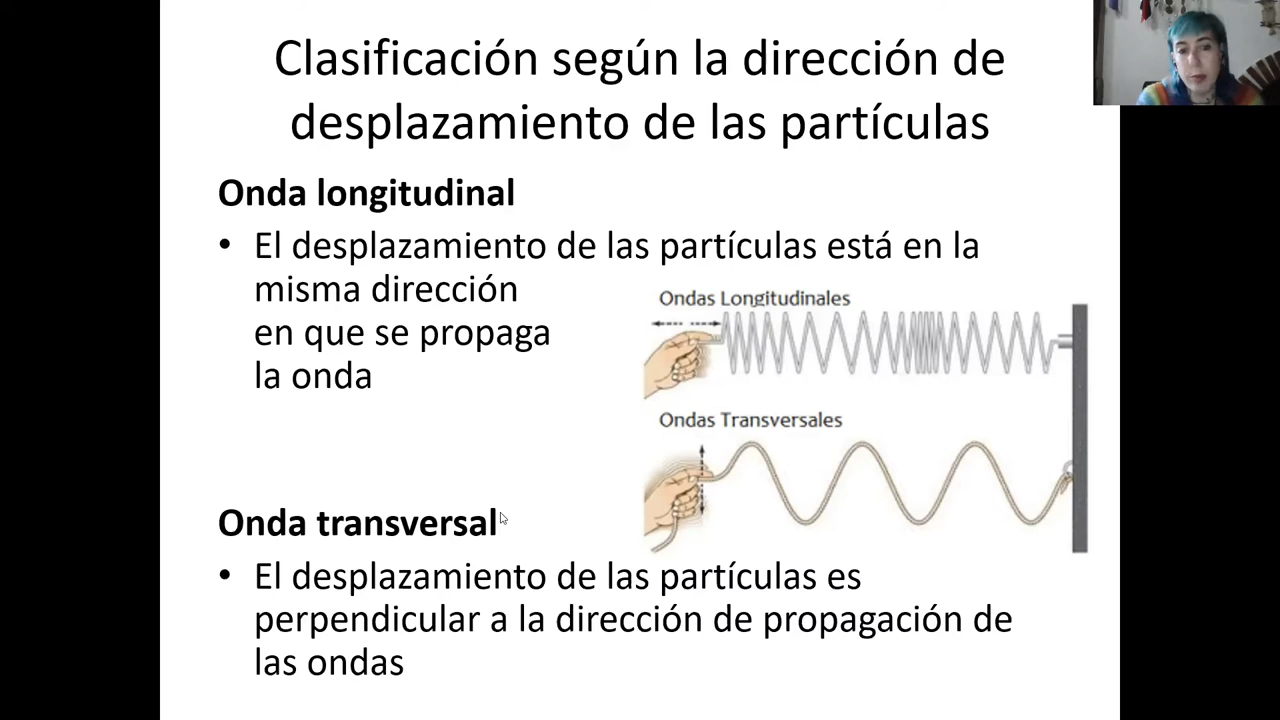 Clasificación según la dirección de
desplazamiento de las partículas
Onda longitudinal
• El desplazamiento de las partículas está en la
misma dirección
en que se propaga
la onda
Ondas Longitudinales
Ondas Transversales
Onda transversal
• El desplazamiento de las partículas es
perpendicular a la dirección de propagación de
las ondas